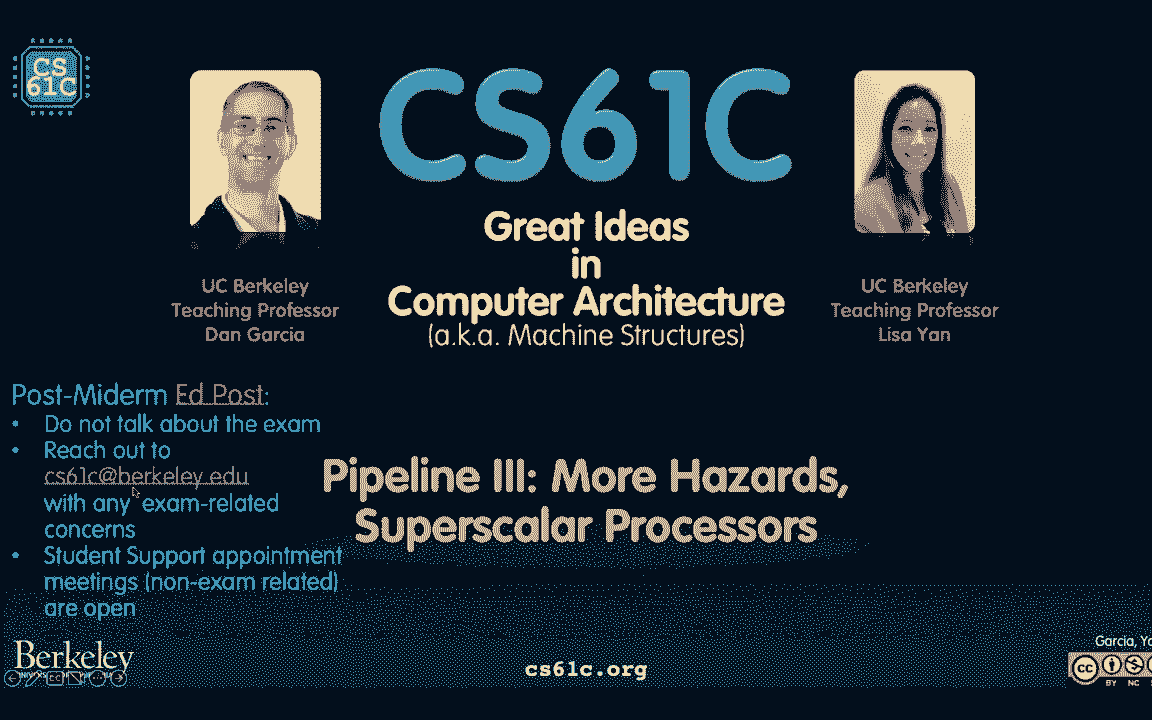 CS
61C
CS61C
Great Ideas
in
Computer Architecture
(a.k.a. Machine Structures)
UC Berkeley
Teaching Professor
Dan Garcia
UC Berkeley
Teaching Professor
Lisa Yan
Post-Miderm Ed Post:
• Do not talk about the exam
• Reach out to
cs61c@berkeley.edu
with any exam-related
concerns
• Student Support appointment
meetings (non-exam related)
are open
Pipeline III: More Hazards,
Superscalar Processors
Berkeley
cs61c.org
Garcia,
cc
BY NC